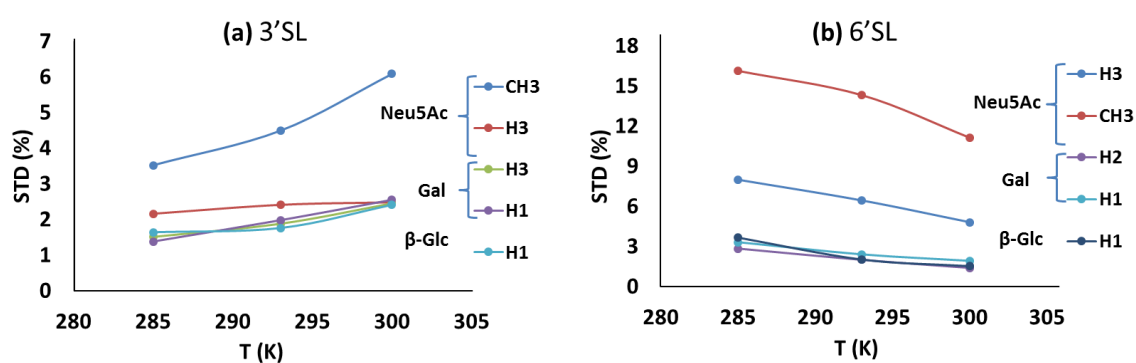 (a) 3’SL
7
6
5
4
3
2
1
0
STD (%)
280 285 290 295 300 305
T (K)
Neu5Ac
CH3
H3
Gal
H3
H1
β-Glc
H1
(b) 6’SL
18
15
12
9
6
3
0
STD (%)
280 285 290 295 300 305
T (K)
Neu5Ac
H3
CH3
Gal
H2
H1
β-Glc
H1